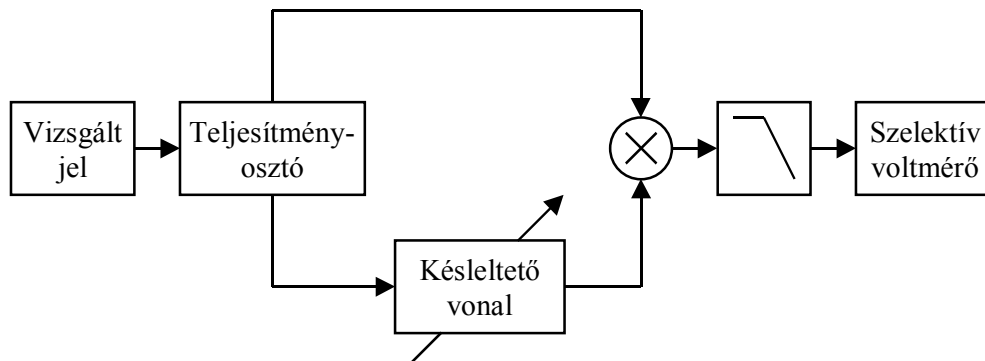 Vizsgált
jel
Teljesítmény-
osztó
Késleltető
vonal
Szelektív
voltmérő